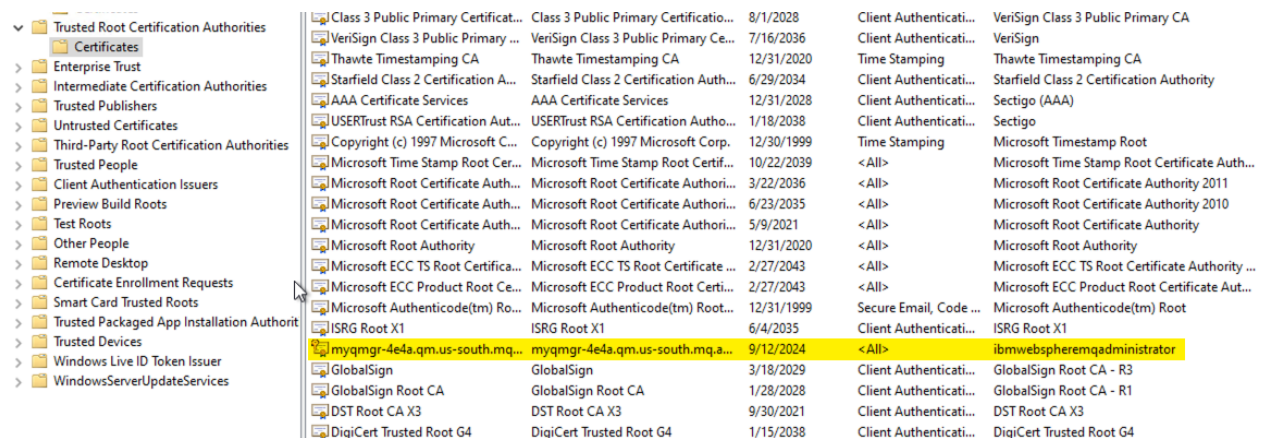 Trusted Root Certification Authorities
Certificates
Enterprise Trust
Intermediate Certification Authorities
Trusted Publishers
Untrusted Certificates
Third-Party Root Certification Authorities
Trusted People
Client Authentication Issuers
Preview Build Roots
Test Roots
Other People
Remote Desktop
Certificate Enrollment Requests
Smart Card Trusted Roots
Trusted Packaged App Installation Authorit
Trusted Devices
Windows Live ID Token Issuer
WindowsServerUpdateServices
Class 3 Public Primary Certificat... Class 3 Public Primary Certificatio... 8/1/2028 Client Authenticati... VeriSign Class 3 Public Primary CA
VeriSign Class 3 Public Primary ... VeriSign Class 3 Public Primary Ce... 7/16/2036 Client Authenticati... VeriSign
Thawte Timestamping CA Thawte Timestamping CA 12/31/2020 Time Stamping Thawte Timestamping CA
Starfield Class 2 Certification A... Starfield Class 2 Certification Auth... 6/29/2034 Client Authenticati... Starfield Class 2 Certification Authority
AAA Certificate Services AAA Certificate Services 12/31/2028 Client Authenticati... Sectigo (AAA)
USERTrust RSA Certification Aut... USERTrust RSA Certification Autho... 1/18/2038 Client Authenticati... Sectigo
Copyright (c) 1997 Microsoft C... Copyright (c) 1997 Microsoft Corp. 12/30/1999 Time Stamping Microsoft Timestamp Root
Microsoft Time Stamp Root Cer... Microsoft Time Stamp Root Certif... 10/22/2039 <All> Microsoft Time Stamp Root Certificate Auth...
Microsoft Root Certificate Auth... Microsoft Root Certificate Authori... 3/22/2036 <All> Microsoft Root Certificate Authority 2011
Microsoft Root Certificate Auth... Microsoft Root Certificate Authori... 6/23/2035 <All> Microsoft Root Certificate Authority 2010
Microsoft Root Certificate Auth... Microsoft Root Certificate Authori... 5/9/2021 <All> Microsoft Root Certificate Authority
Microsoft Root Authority Microsoft Root Authority 12/31/2020 <All> Microsoft Root Authority
Microsoft ECC TS Root Certifica... Microsoft ECC TS Root Certificate ... 2/27/2043 <All> Microsoft ECC TS Root Certificate Authority ...
Microsoft ECC Product Root Ce... Microsoft ECC Product Root Certi... 2/27/2043 <All> Microsoft ECC Product Root Certificate Aut...
Microsoft Authenticode(tm) Ro... Microsoft Authenticode(tm) Root... 12/31/1999 Secure Email, Code ... Microsoft Authenticode(tm) Root
ISRG Root X1 ISRG Root X1 6/4/2035 Client Authenticati... ISRG Root X1
myqmgr-4e4a.qm.us-south.mq... myqmgr-4e4a.qm.us-south.mq.a... 9/12/2024 <All> ibmwebspheremqadministrator
GlobalSign GlobalSign 3/18/2029 Client Authenticati... GlobalSign Root CA - R3
GlobalSign Root CA GlobalSign Root CA 1/28/2028 Client Authenticati... GlobalSign Root CA - R1
DST Root CA X3 DST Root CA X3 9/30/2021 Client Authenticati... DST Root CA X3
DigiCert Trusted Root G4 DigiCert Trusted Root G4 1/15/2038 Client Authenticati... DigiCert Trusted Root G4